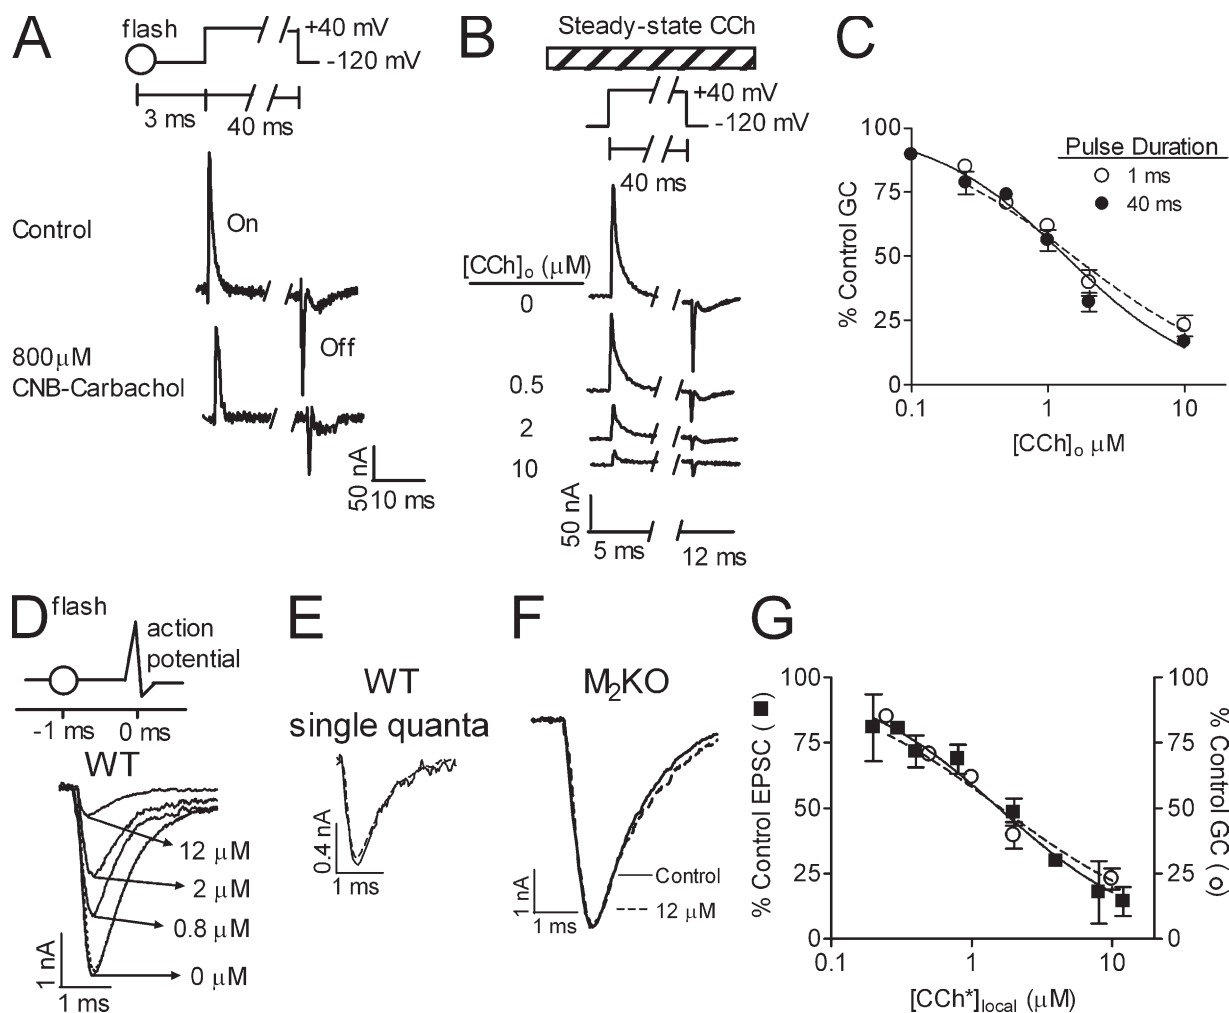 A
flash
+40 mV
-120 mV
3 ms
40 ms
Control
On
800μM
CNB-Carbachol
Off
50 nA
10 ms
B
Steady-state CCh
+40 mV
-120 mV
40 ms
[CCh]o (μM)
0
0.5
2
10
50 nA
5 ms
12 ms
C
% Control GC
100
75
50
25
0
0.1
1
10
[CCh]o μM
Pulse Duration
1 ms
40 ms
D
flash
action
potential
-1 ms
0 ms
WT
12 μM
2 μM
0.8 μM
0 μM
1 nA
1 ms
E
WT
single quanta
0.4 nA
1 ms
F
M2KO
Control
12 μM
1 nA
1 ms
G
% Control EPSC (■)
100
75
50
25
0
0.1
1
10
[CCh*]local (μM)
100
75
50
25
0
% Control GC (o)